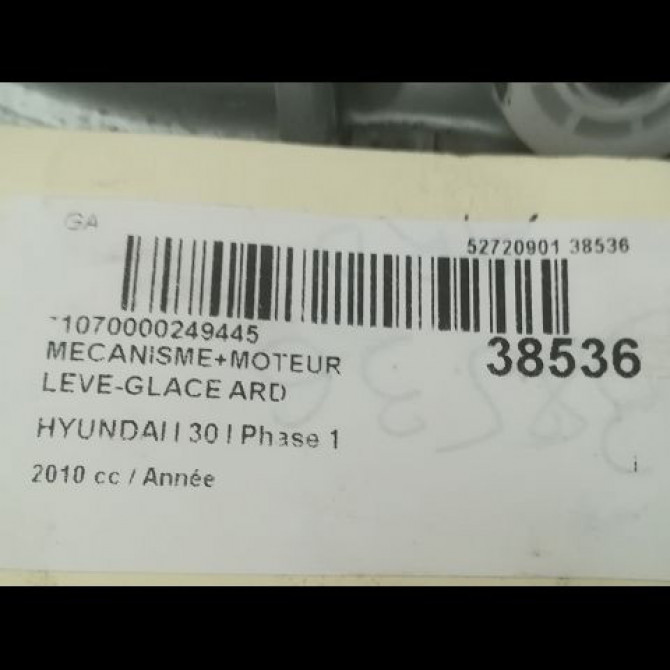 GA
52720901 38536
1070000249445
38536
MECANISME+MOTEUR
LEVE-GLACE ARD
HYUNDAI I 30 I Phase 1
2010 cc / Année